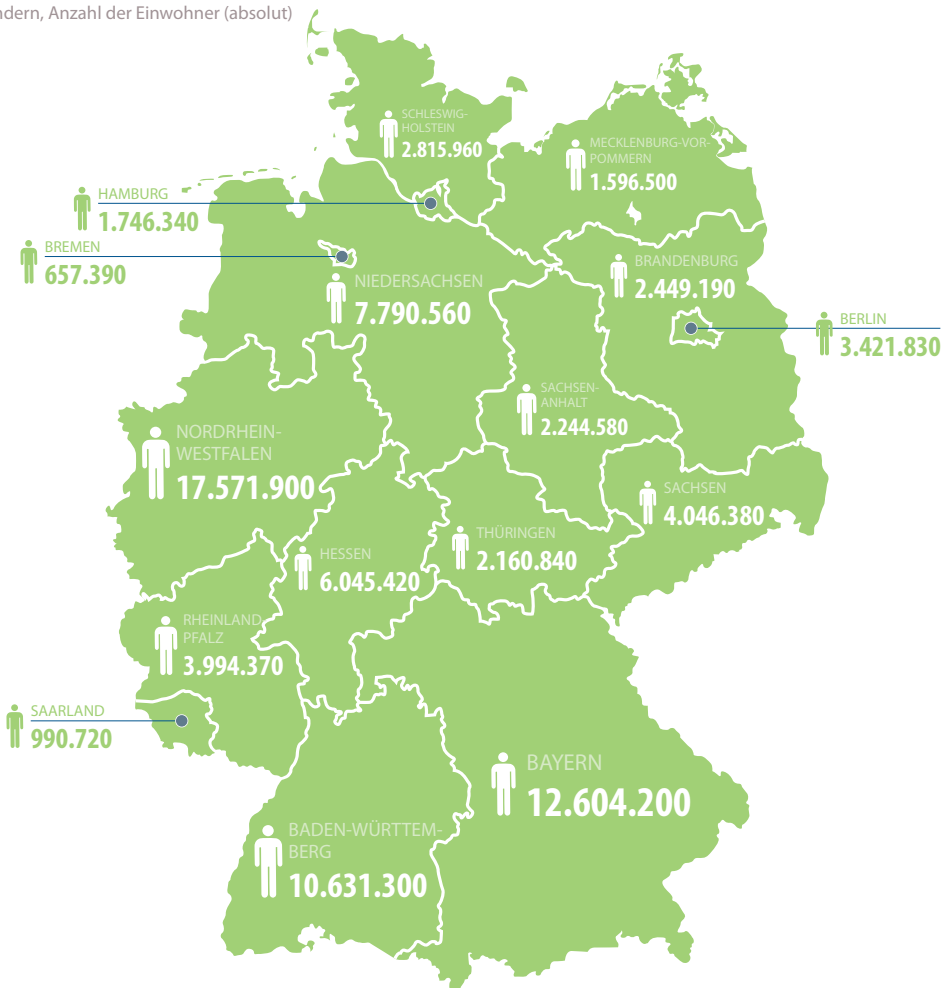 ndern, Anzahl der Einwohner (absolut)
SCHLESWIG-
HOLSTEIN
2.815.960
MECKLENBURG-VOR-
POMMERN
1.596.500
HAMBURG
1.746.340
BREMEN
657.390
NIEDERSACHSEN
7.790.560
BRANDENBURG
2.449.190
BERLIN
3.421.830
SACHSEN-
ANHALT
2.244.580
NORDRHEIN-
WESTFALEN
17.571.900
SACHSEN
4.046.380
THÜRINGEN
2.160.840
HESSEN
6.045.420
RHEINLAND
PFALZ
3.994.370
SAARLAND
990.720
BAYERN
12.604.200
BADEN-WÜRTTEM-
BERG
10.631.300